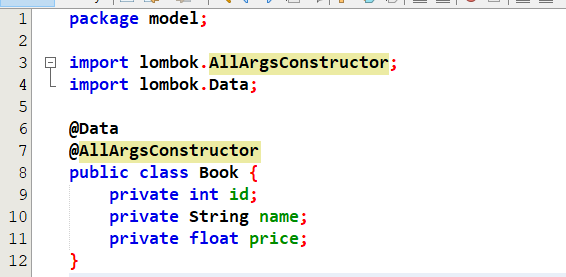 1 package model;
2
3 import lombok.AllArgsConstructor;
4 import lombok.Data;
5
6 @Data
7 @AllArgsConstructor
8 public class Book {
9 private int id;
10 private String name;
11 private float price;
12 }